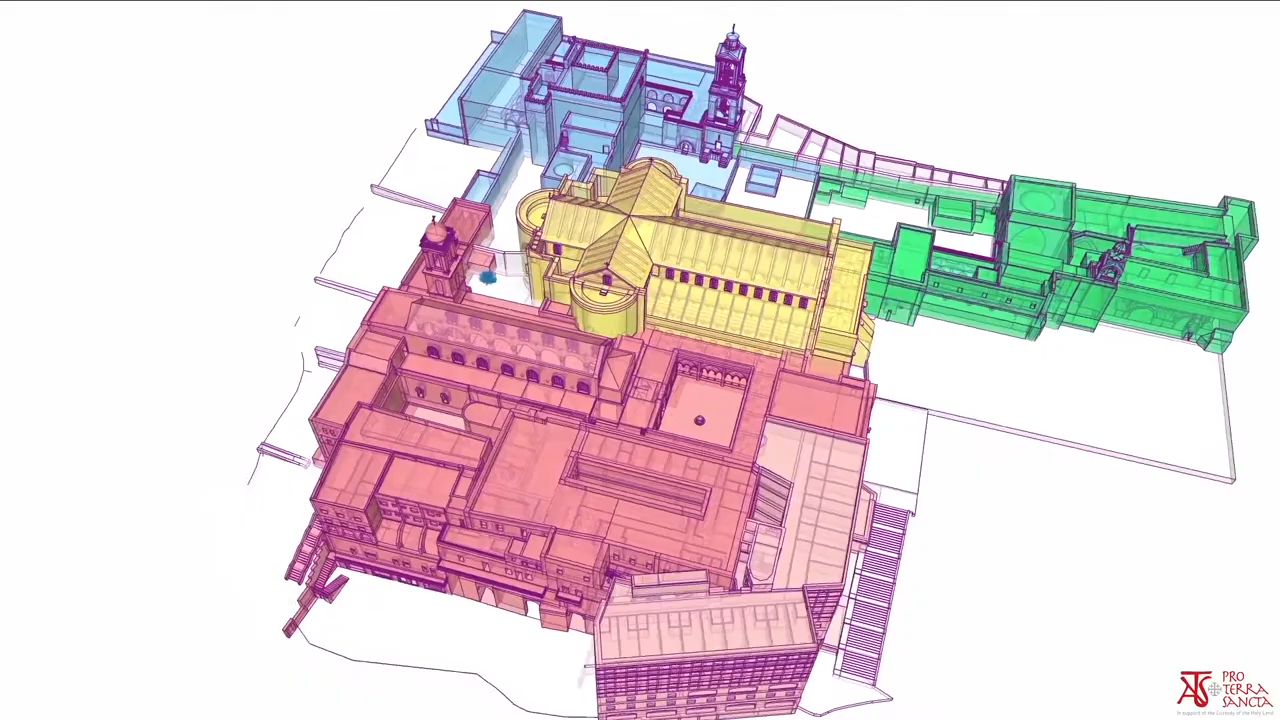 PRO
TERRA
SANCTA
In support of the Custody of the Holy Land